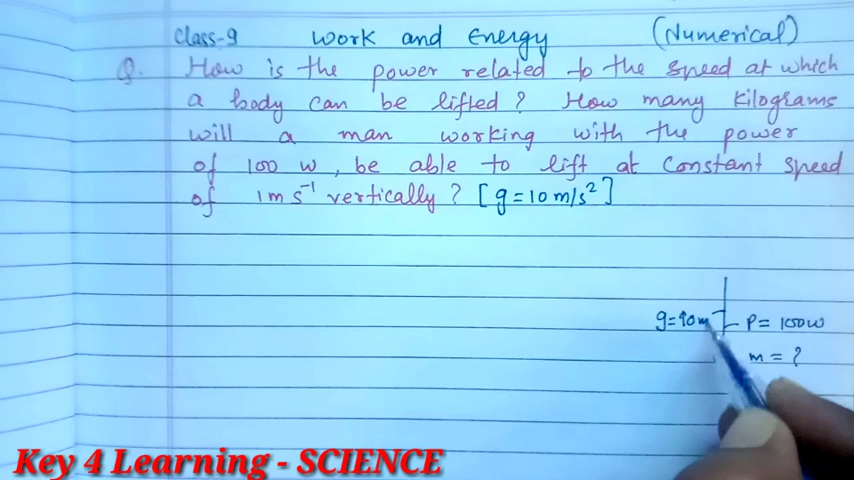 Class-9 Work and Energy (Numerical)
Q. How is the power related to the speed at which
a body can be lifted? How many kilograms
will a man working with the power
of 100 w, be able to lift at constant speed
of 1 m s⁻¹ vertically? [g=10m/s²]
g=10m P= 100w
m = ?
Key 4 Learning - SCIENCE